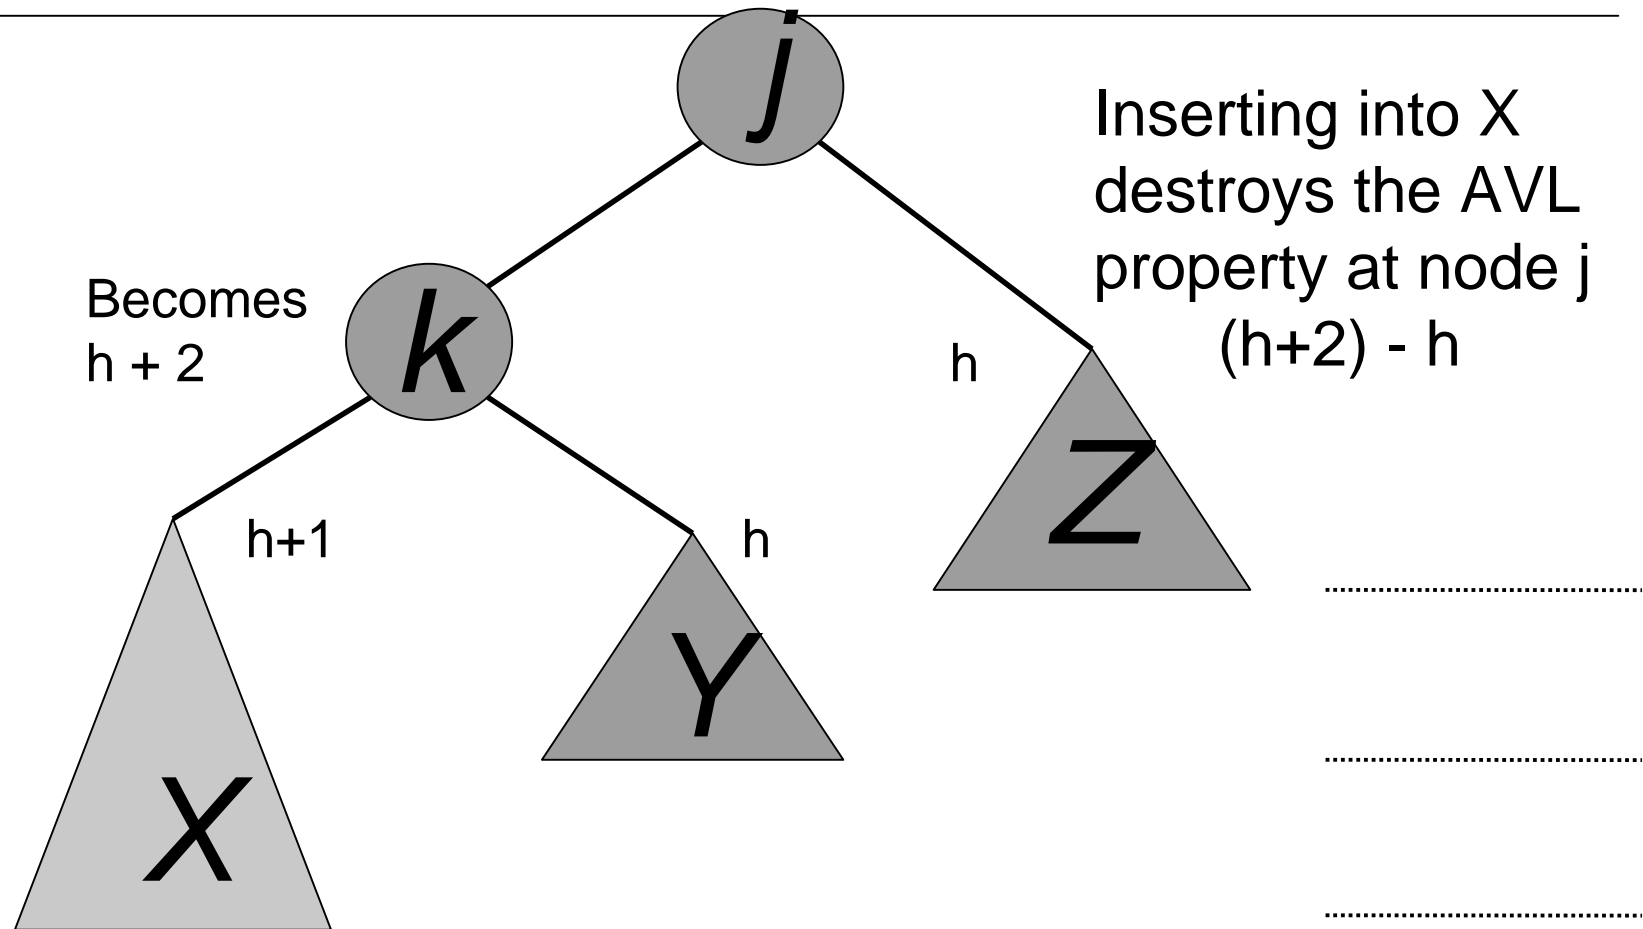 j
Inserting into X
destroys the AVL
property at node j
(h+2) - h
Becomes
h + 2
k
h
Z
h+1
h
Y
X